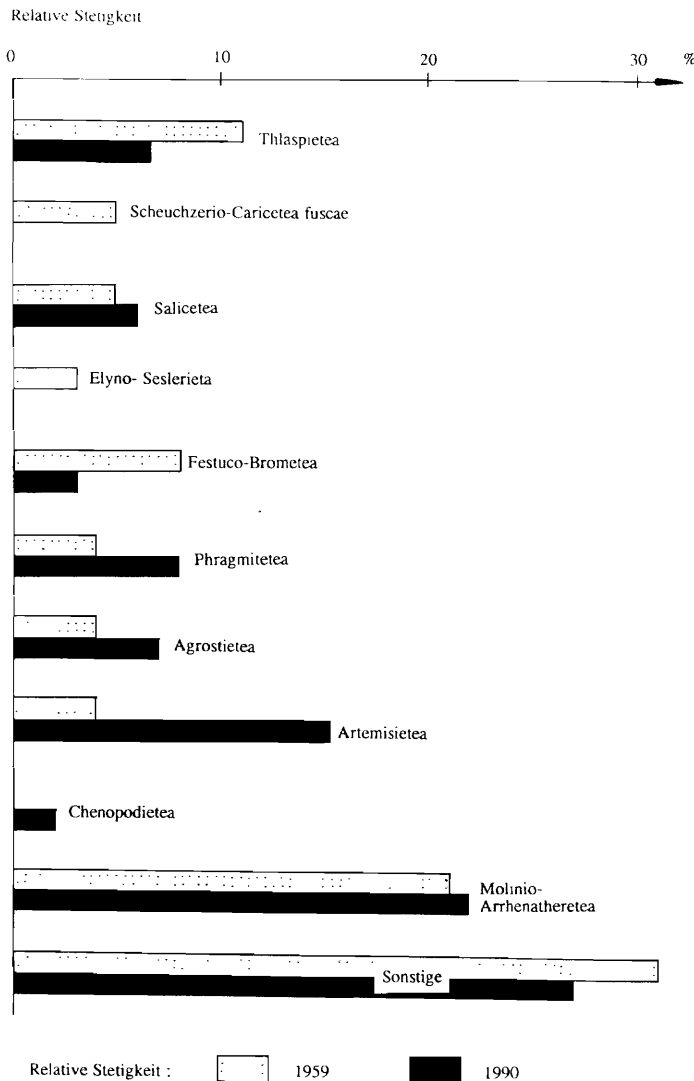 Relative Stetigkeit
0 10 20 30 %
Thlaspietea
Scheuchzerio-Caricetea fuscae
Salicetea
Elyno- Seslerieta
Festuco-Brometea
Phragmitetea
Agrostietea
Artemisietea
Chenopodietea
Molinio-
Arrhenatheretea
Sonstige
Relative Stetigkeit : 1959 1990